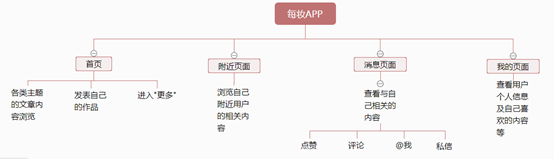 每妆APP
首页
附近页面
消息页面
我的页面
各类主题
的文章内
容浏览
发表自己
的作品
进入"更多"
浏览自己
附近用户
的相关内
容
查看与自
己相关的
内容
点赞
评论
@我
私信
查看用户
个人信息
及自己喜
欢的内容
等